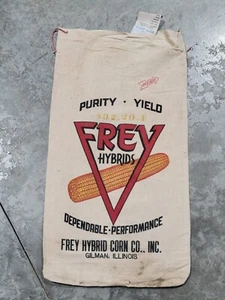 PURITY · YIELD
FREY
HYBRIDS
DEPENDABLE · PERFORMANCE
FREY HYBRID CORN CO., INC.
GILMAN, ILLINOIS